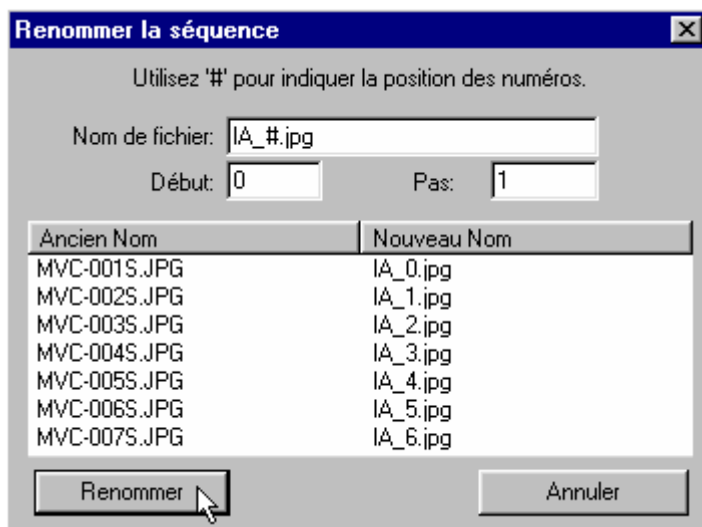 Renommer la séquence
Utilisez '#' pour indiquer la position des numéros.
Nom de fichier: IA_#.jpg
Début: 0 Pas: 1
Ancien Nom Nouveau Nom
MVC-001S.JPG IA_0.jpg
MVC-002S.JPG IA_1.jpg
MVC-003S.JPG IA_2.jpg
MVC-004S.JPG IA_3.jpg
MVC-005S.JPG IA_4.jpg
MVC-006S.JPG IA_5.jpg
MVC-007S.JPG IA_6.jpg
Renommer Annuler